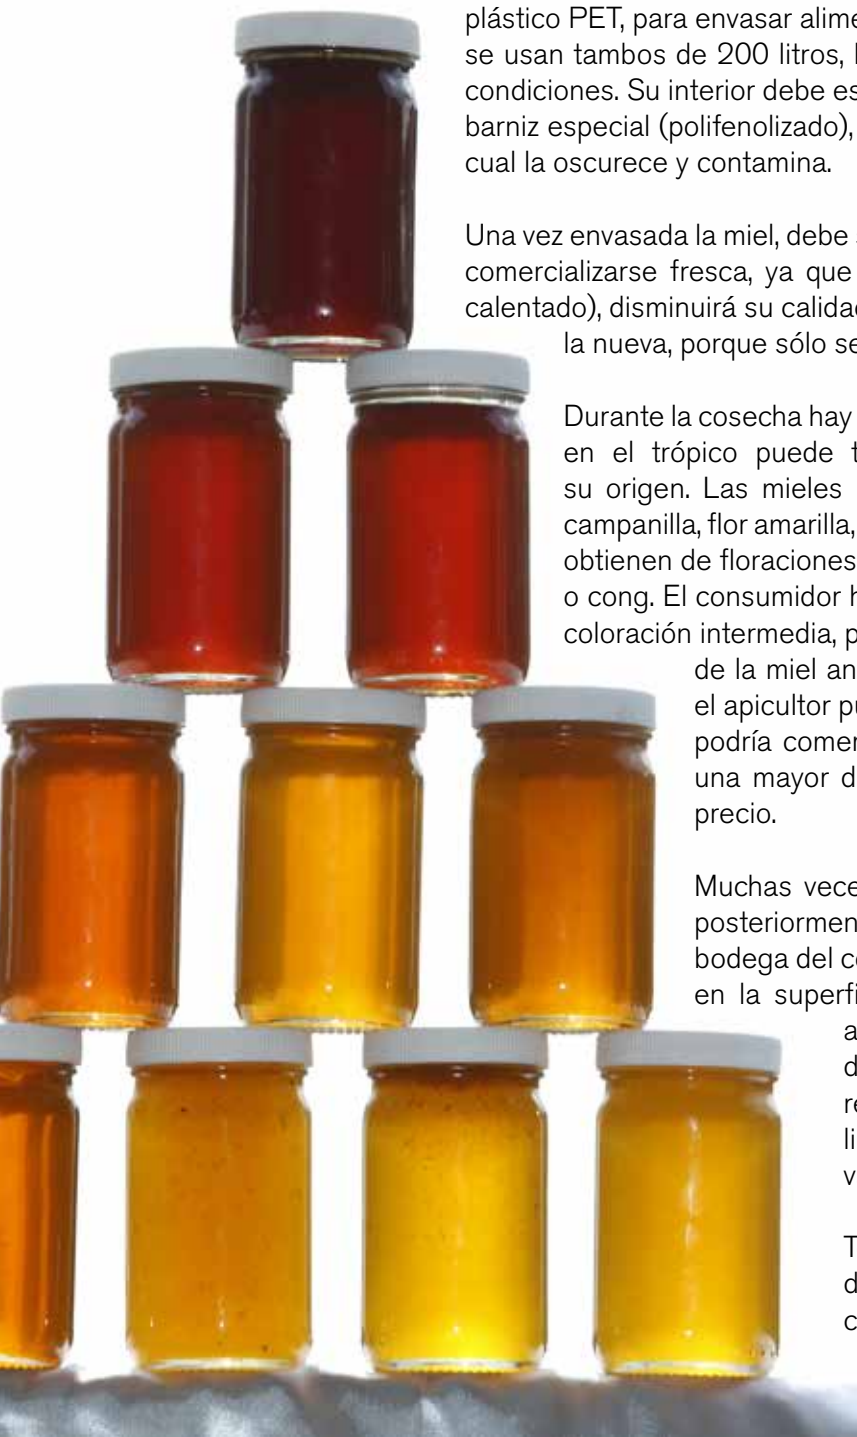 plástico PET, para envasar alime
se usan tambos de 200 litros,
condiciones. Su interior debe es
barniz especial (polifenolizado),
cual la oscurece y contamina.
Una vez envasada la miel, debe
comercializarse fresca, ya que
calentado), disminuirá su calida
la nueva, porque sólo se
Durante la cosecha hay
en el trópico puede t
su origen. Las mieles
campanilla, flor amarilla,
obtienen de floraciones
o cong. El consumidor h
coloración intermedia, p
de la miel an
el apicultor pu
podría comer
una mayor d
precio.
Muchas vece
posteriormen
bodega del c
en la superfi
a
d
re
li
v
T
d
c